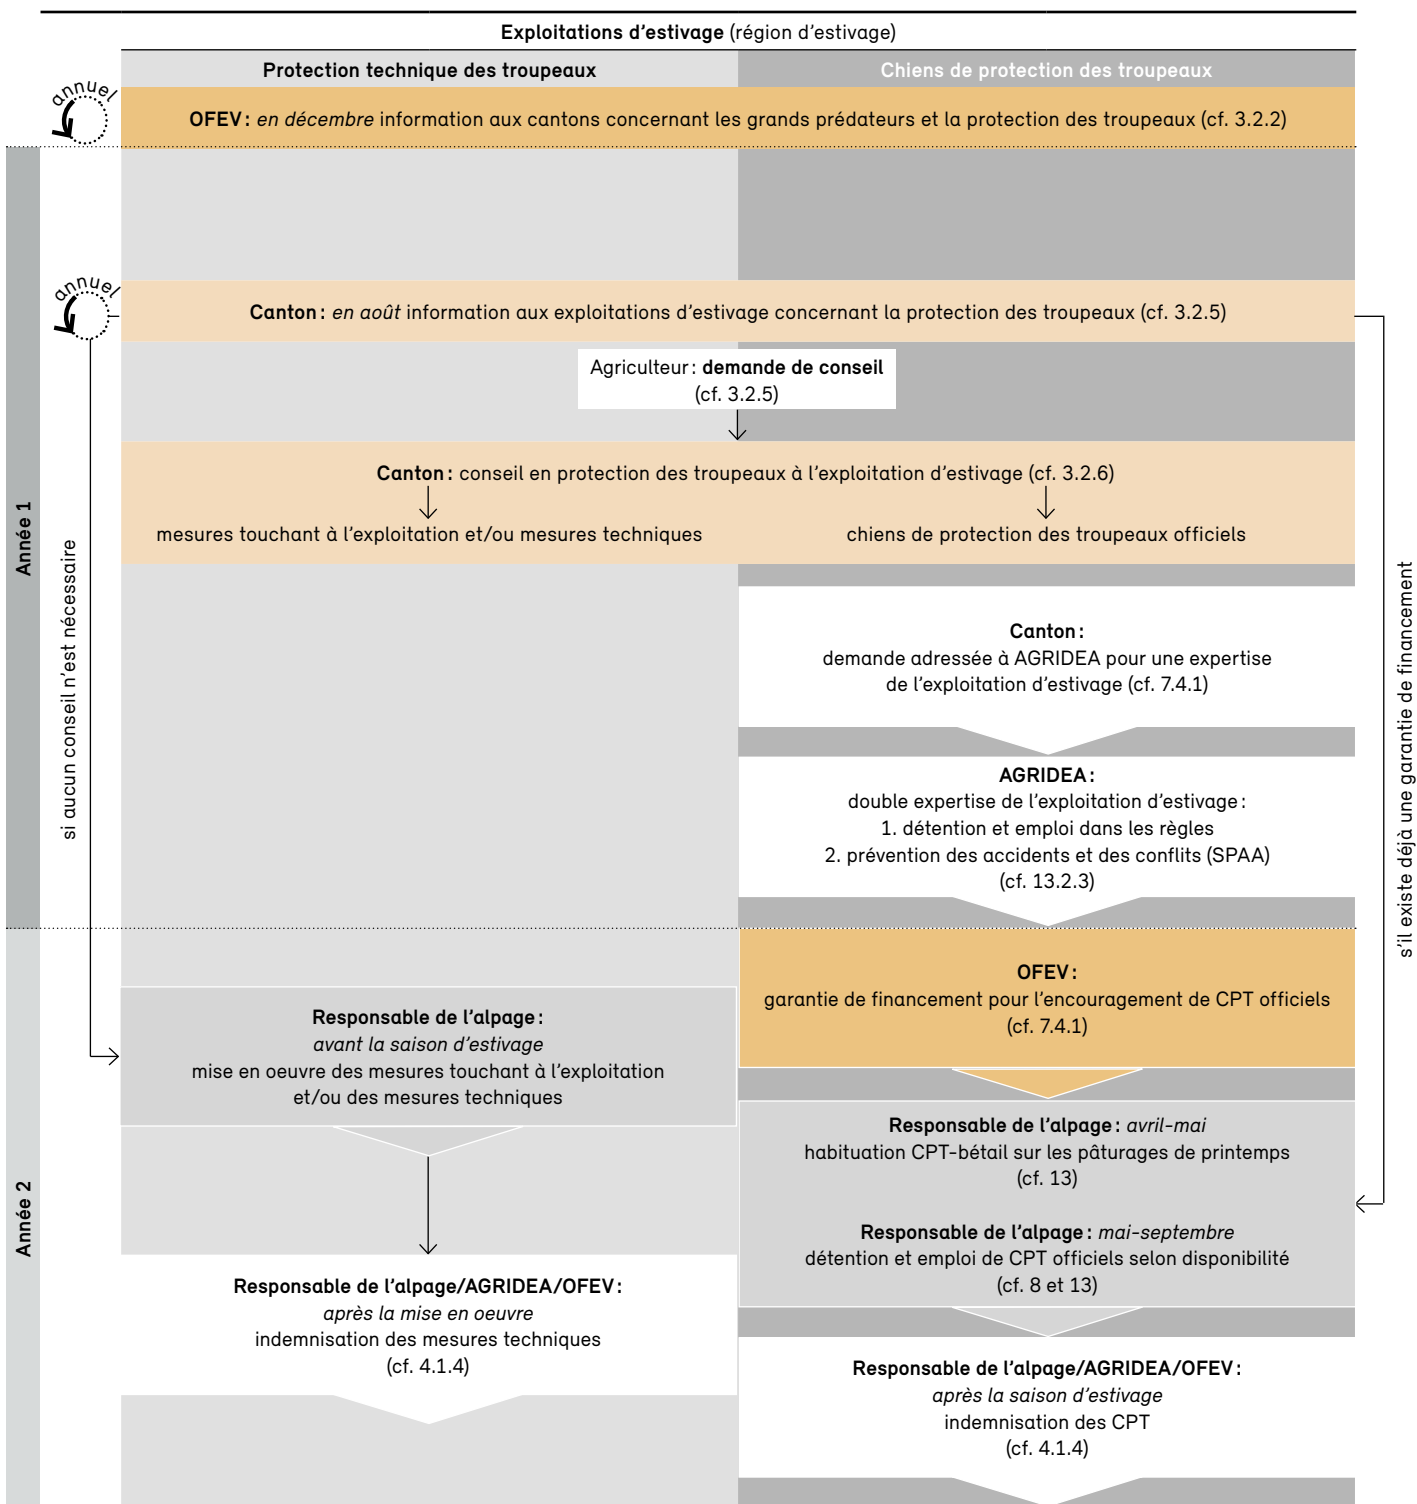 Exploitations d'estivage (région d'estivage)
Protection technique des troupeaux
Chiens de protection des troupeaux
annuel
OFEV : en décembre information aux cantons concernant les grands prédateurs et la protection des troupeaux (cf. 3.2.2)
annuel
Canton : en août information aux exploitations d'estivage concernant la protection des troupeaux (cf. 3.2.5)
Agriculteur : demande de conseil
(cf. 3.2.5)
Canton : conseil en protection des troupeaux à l'exploitation d'estivage (cf. 3.2.6)
mesures touchant à l'exploitation et/ou mesures techniques
chiens de protection des troupeaux officiels
Année 1
si aucun conseil n'est nécessaire
s'il existe déjà une garantie de financement
Canton :
demande adressée à AGRIDEA pour une expertise
de l'exploitation d'estivage (cf. 7.4.1)
AGRIDEA :
double expertise de l'exploitation d'estivage :
1. détention et emploi dans les règles
2. prévention des accidents et des conflits (SPAA)
(cf. 13.2.3)
Année 2
OFEV :
garantie de financement pour l'encouragement de CPT officiels
(cf. 7.4.1)
Responsable de l'alpage :
avant la saison d'estivage
mise en oeuvre des mesures touchant à l'exploitation
et/ou des mesures techniques
Responsable de l'alpage : avril-mai
habituation CPT-bétail sur les pâturages de printemps
(cf. 13)
Responsable de l'alpage : mai-septembre
détention et emploi de CPT officiels selon disponibilité
(cf. 8 et 13)
Responsable de l'alpage/AGRIDEA/OFEV :
après la mise en oeuvre
indemnisation des mesures techniques
(cf. 4.1.4)
Responsable de l'alpage/AGRIDEA/OFEV :
après la saison d'estivage
indemnisation des CPT
(cf. 4.1.4)